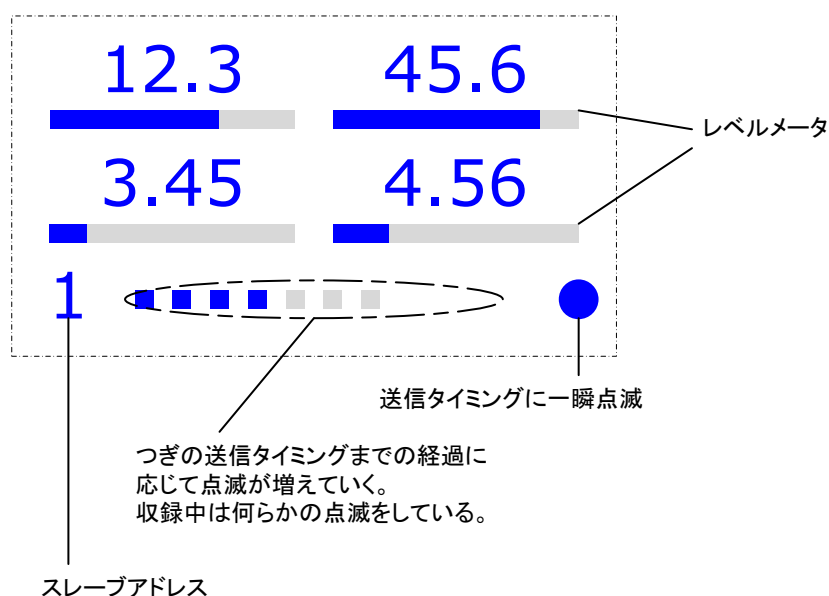 12.3
45.6
レベルメータ
3.45
4.56
1
送信タイミングに一瞬点滅
つぎの送信タイミングまでの経過に
応じて点滅が増えていく。
収録中は何らかの点滅をしている。
スレーブアドレス